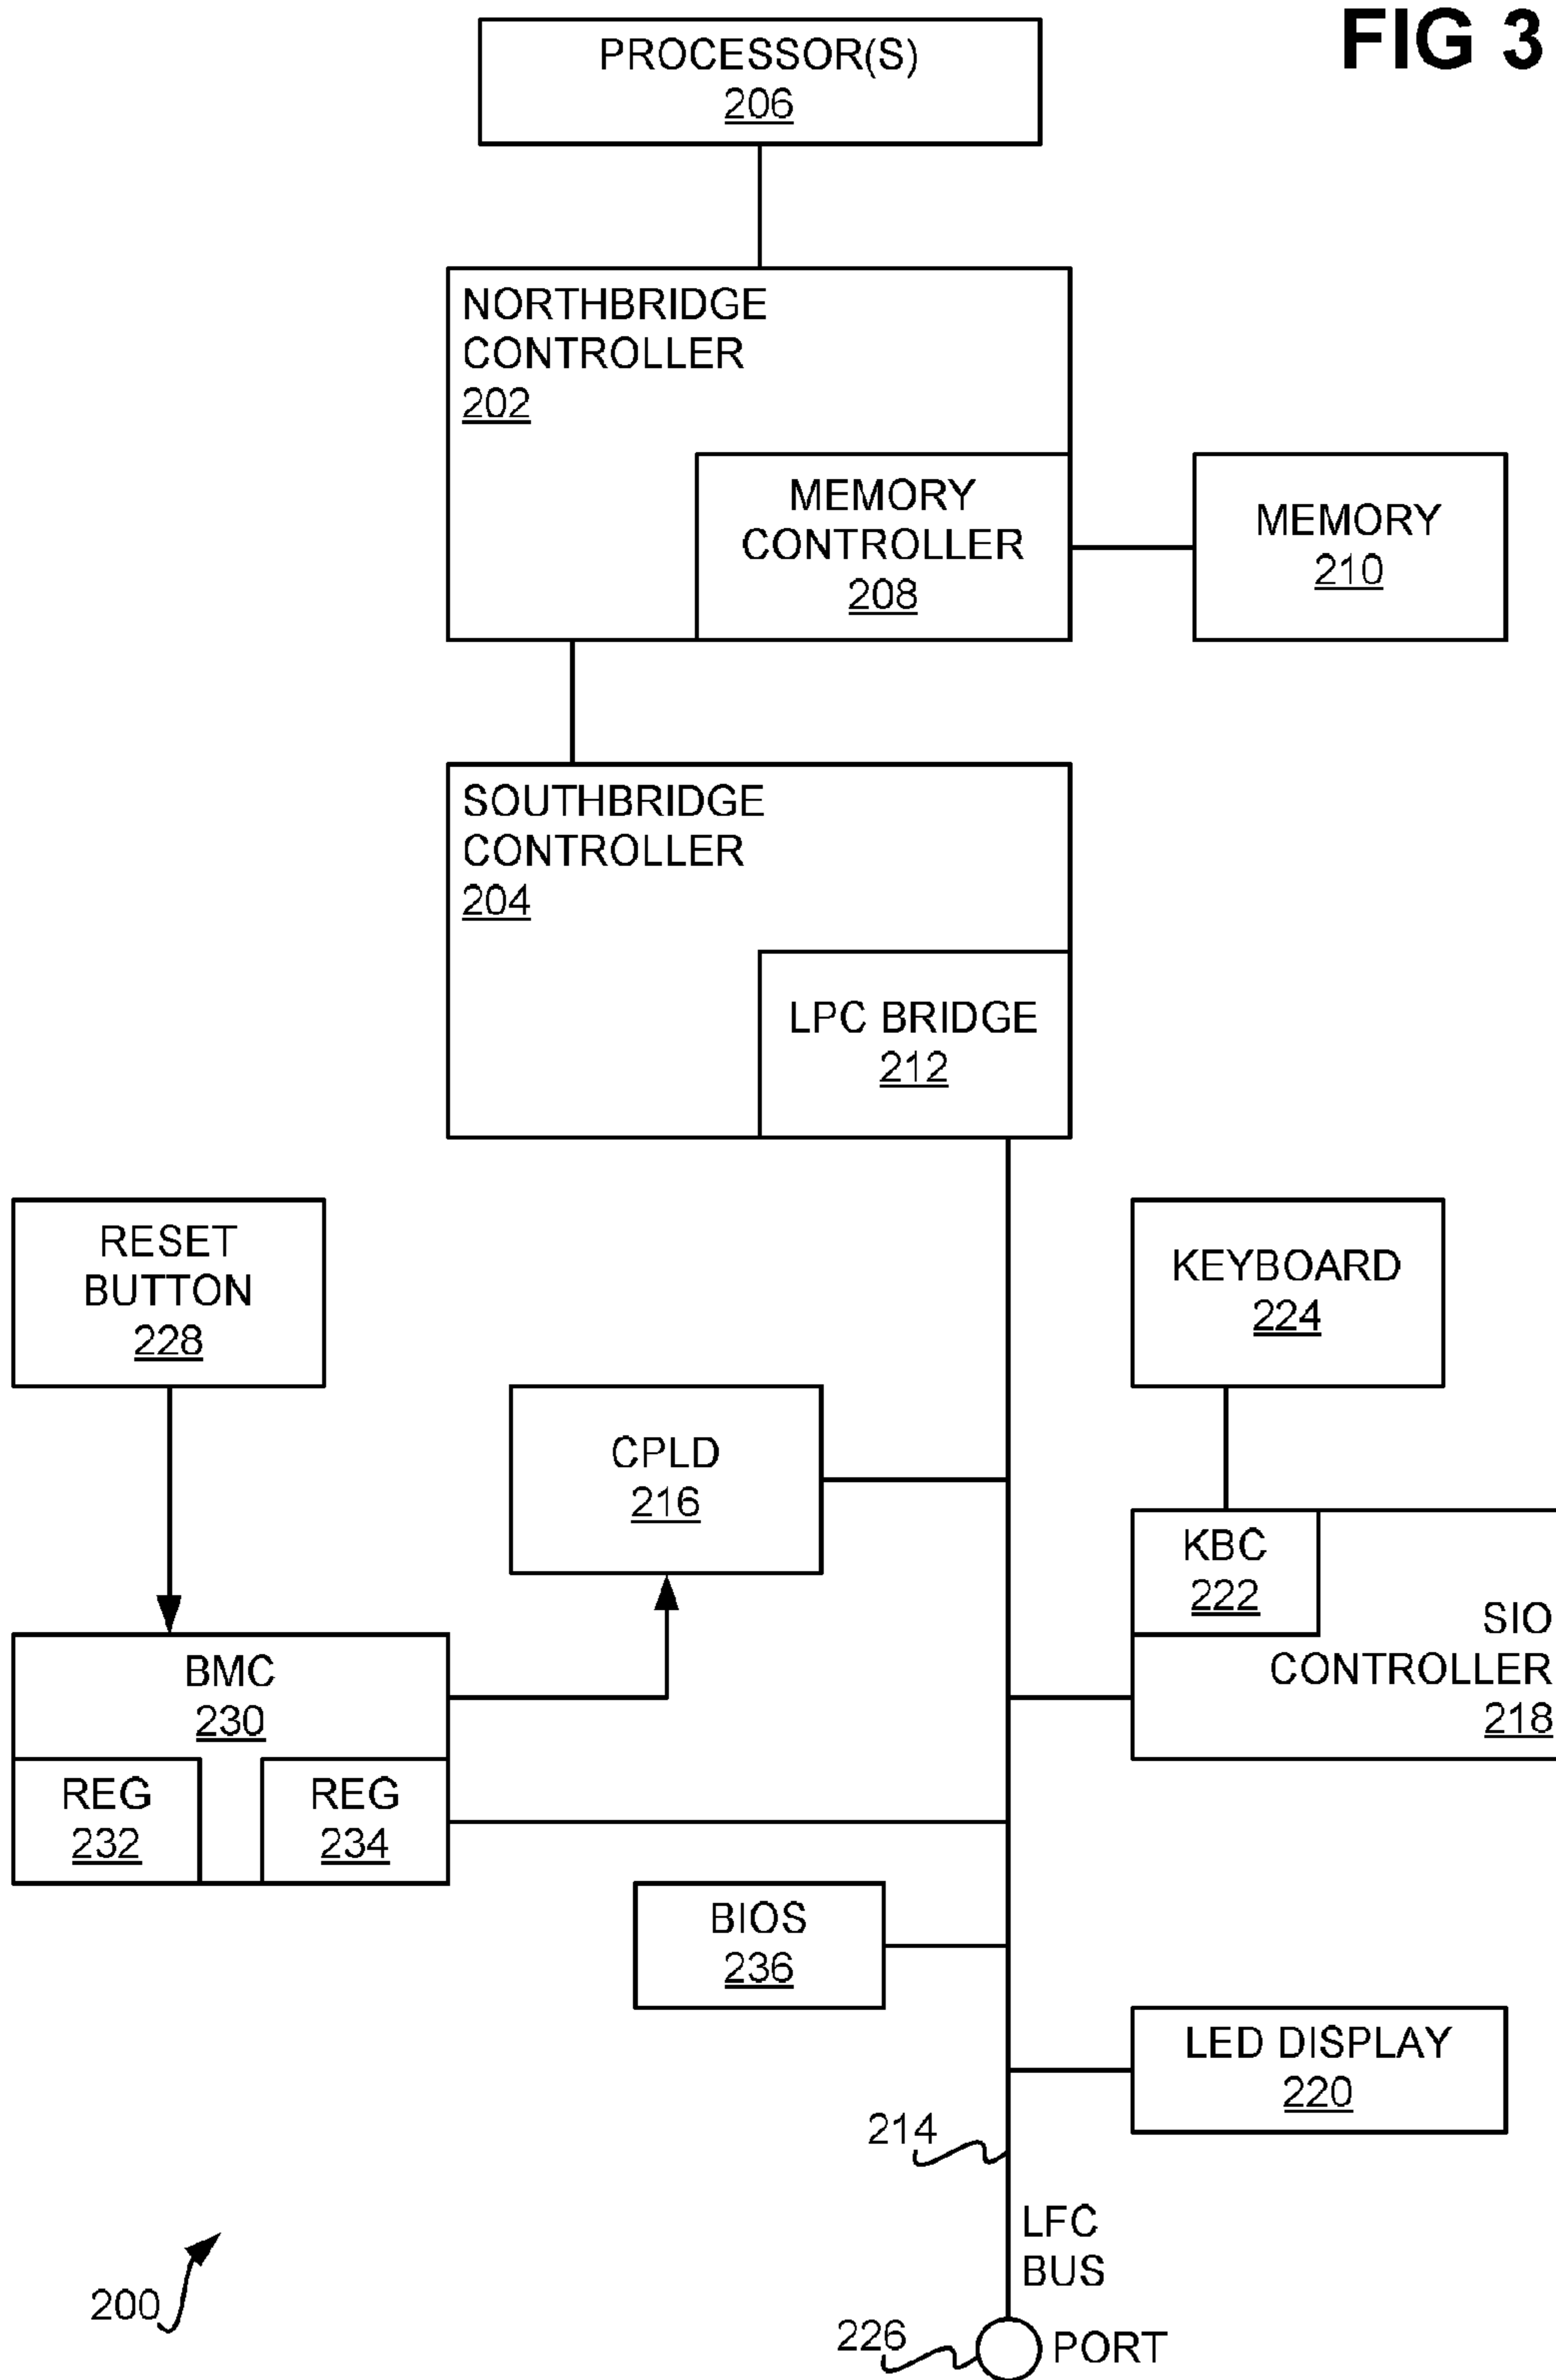 FIG 3
PROCESSOR(S)
206
NORTHBRIDGE
CONTROLLER
202
MEMORY
CONTROLLER
208
MEMORY
210
SOUTHBRIDGE
CONTROLLER
204
LPC BRIDGE
212
RESET
BUTTON
228
KEYBOARD
224
CPLD
216
KBC
222
SIO
CONTROLLER
218
BMC
230
REG
232
REG
234
BIOS
236
LED DISPLAY
220
214
LFC
BUS
200
226
PORT